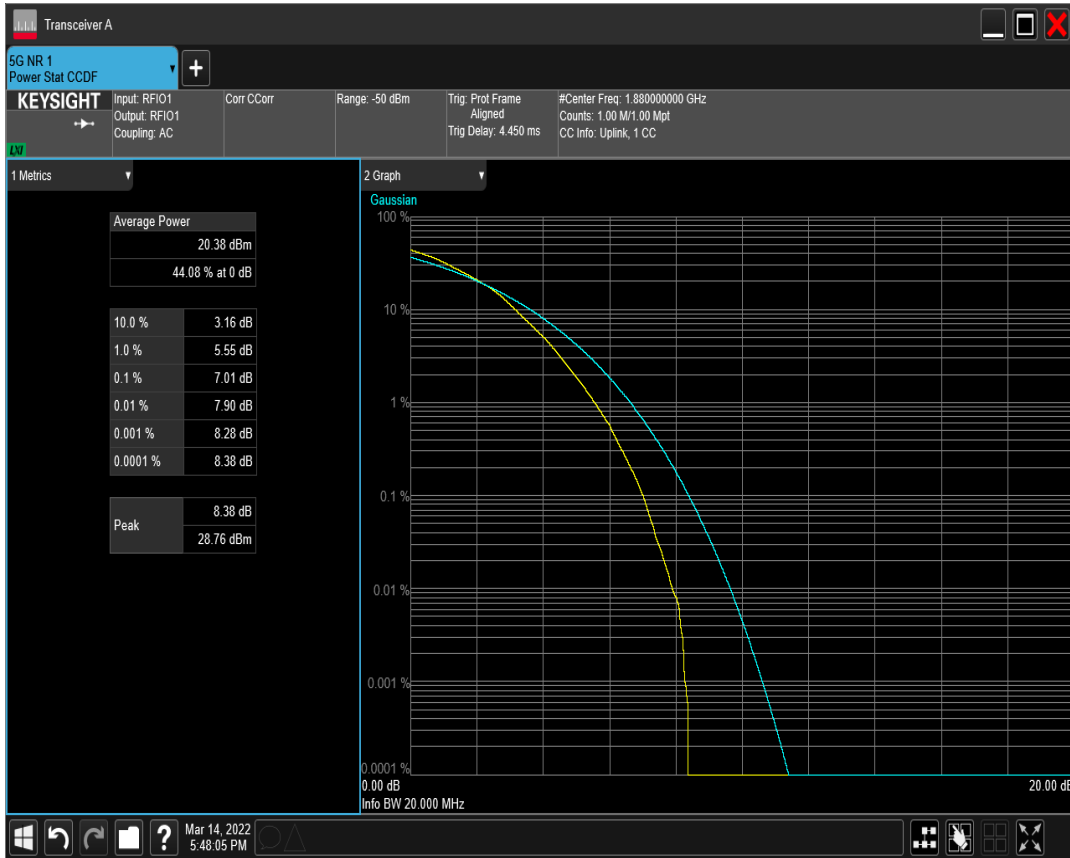 Transceiver A
5G NR 1
Power Stat CCDF
KEYSIGHT
LXI
Input: RFIO1
Output: RFIO1
Coupling: AC
Corr CCorr
Range: -50 dBm
Trig: Prot Frame
Aligned
Trig Delay: 4.450 ms
#Center Freq: 1.880000000 GHz
Counts: 1.00 M/1.00 Mpt
CC Info: Uplink, 1 CC
1 Metrics
Average Power
20.38 dBm
44.08 % at 0 dB
10.0 % 3.16 dB
1.0 % 5.55 dB
0.1 % 7.01 dB
0.01 % 7.90 dB
0.001 % 8.28 dB
0.0001 % 8.38 dB
Peak 8.38 dB
28.76 dBm
2 Graph
Gaussian
100 %
10 %
1 %
0.1 %
0.01 %
0.001 %
0.0001 %
0.00 dB 20.00 dB
Info BW 20.000 MHz
? Mar 14, 2022
5:48:05 PM